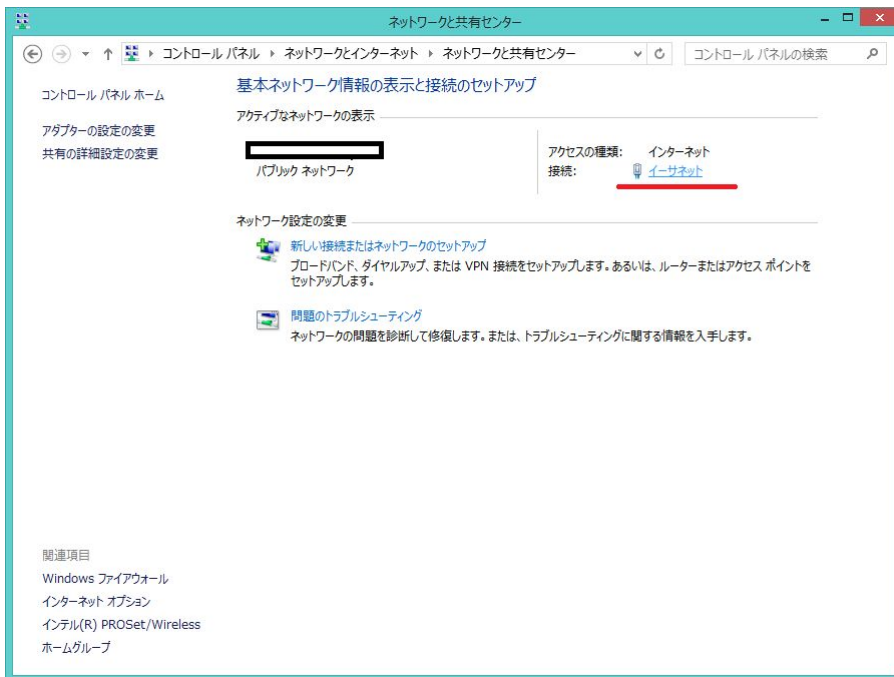 ネットワークと共有センター
コントロール パネル ネットワークとインターネット ネットワークと共有センター
コントロール パネルの検索
コントロール パネル ホーム
アダプターの設定の変更
共有の詳細設定の変更
基本ネットワーク情報の表示と接続のセットアップ
アクティブなネットワークの表示
パブリック ネットワーク
アクセスの種類: インターネット
接続: イーサネット
ネットワーク設定の変更
新しい接続またはネットワークのセットアップ
ブロードバンド、ダイヤルアップ、または VPN 接続をセットアップします。あるいは、ルーターまたはアクセス ポイントを
セットアップします。
問題のトラブルシューティング
ネットワークの問題を診断して修復します。または、トラブルシューティングに関する情報を入手します。
関連項目
Windows ファイアウォール
インターネット オプション
インテル(R) PROSet/Wireless
ホームグループ